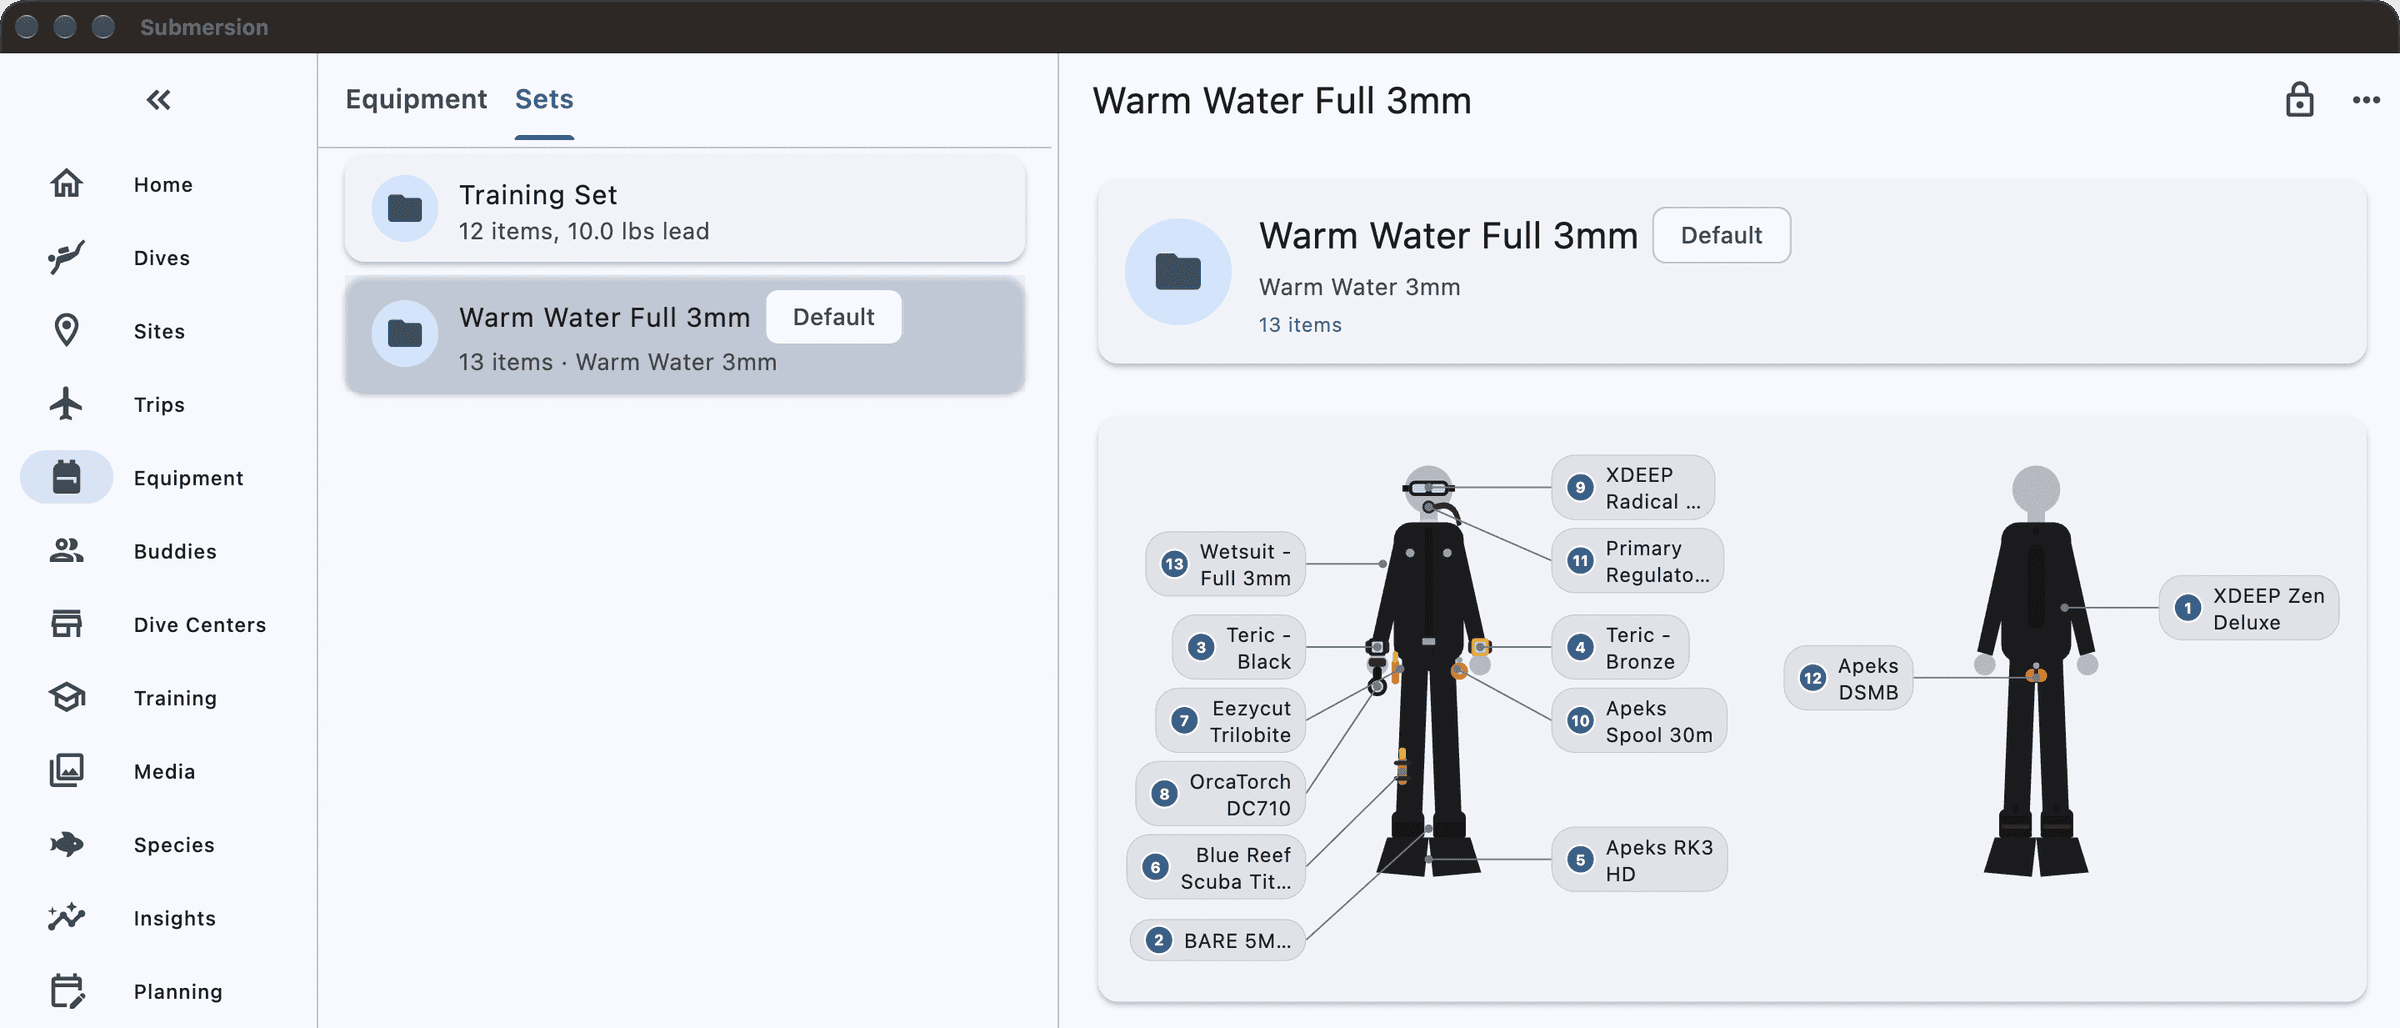 Submersion
Home
Dives
Sites
Trips
Equipment
Buddies
Dive Centers
Training
Media
Species
Insights
Planning
Equipment
Sets
Training Set
12 items, 10.0 lbs lead
Warm Water Full 3mm
Default
13 items · Warm Water 3mm
Warm Water Full 3mm
Warm Water Full 3mm
Default
Warm Water 3mm
13 items
13
Wetsuit -
Full 3mm
3
Teric -
Black
7
Eezycut
Trilobite
8
OrcaTorch
DC710
6
Blue Reef
Scuba Tit...
2
BARE 5M...
9
XDEEP
Radical ...
11
Primary
Regulato...
4
Teric -
Bronze
10
Apeks
Spool 30m
5
Apeks RK3
HD
12
Apeks
DSMB
1
XDEEP Zen
Deluxe